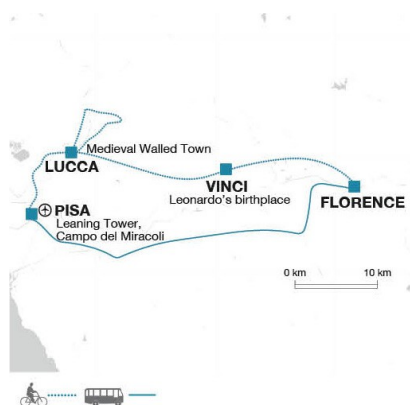 Medieval Walled Town
LUCCA
VINCI
Leonardo's birthplace
FLORENCE
PISA
Leaning Tower,
Campo del Miracoli
0 km 10 km